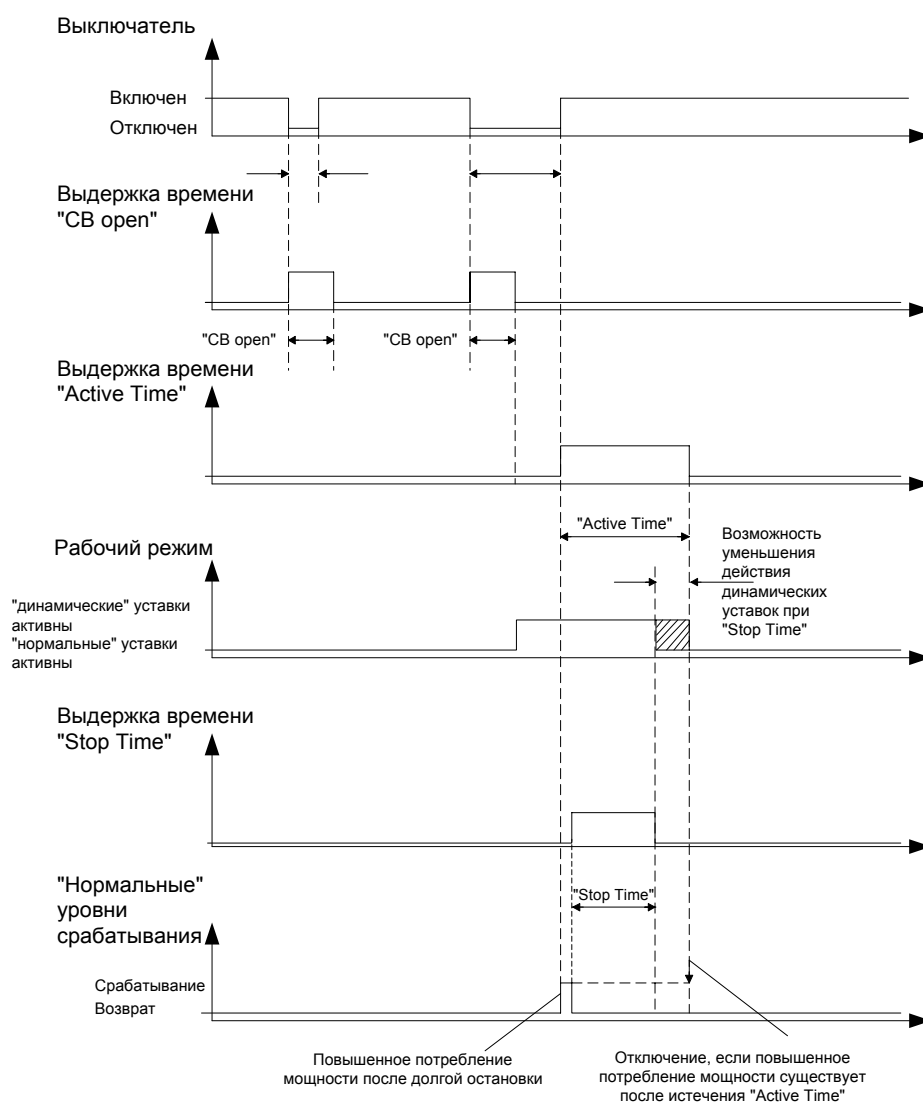 Выключатель
Включен
Отключен
Выдержка времени
"CB open"
"CB open"
"CB open"
Выдержка времени
"Active Time"
"Active Time"
Возможность
уменьшения
действия
динамических
уставок при
"Stop Time"
Рабочий режим
"динамические" уставки
активны
"нормальные" уставки
активны
Выдержка времени
"Stop Time"
"Stop Time"
"Нормальные"
уровни
срабатывания
Срабатывание
Возврат
Повышенное потребление
мощности после долгой остановки
Отключение, если повышенное
потребление мощности существует
после истечения "Active Time"